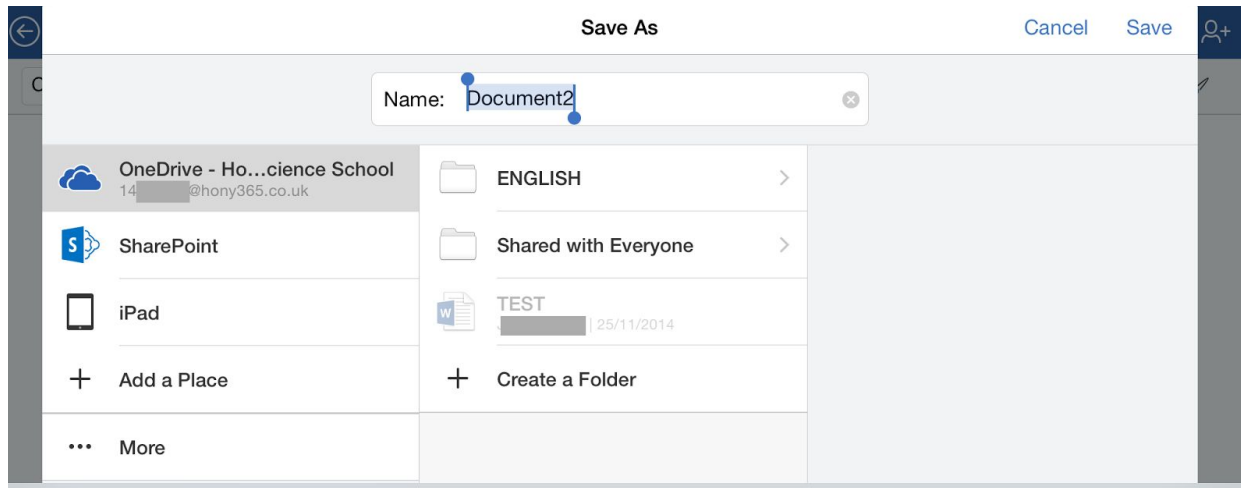 Save As
Cancel
Save
Name: Document2
OneDrive - Ho...cience School
14 @hony365.co.uk
SharePoint
iPad
Add a Place
More
ENGLISH
Shared with Everyone
TEST
| 25/11/2014
Create a Folder